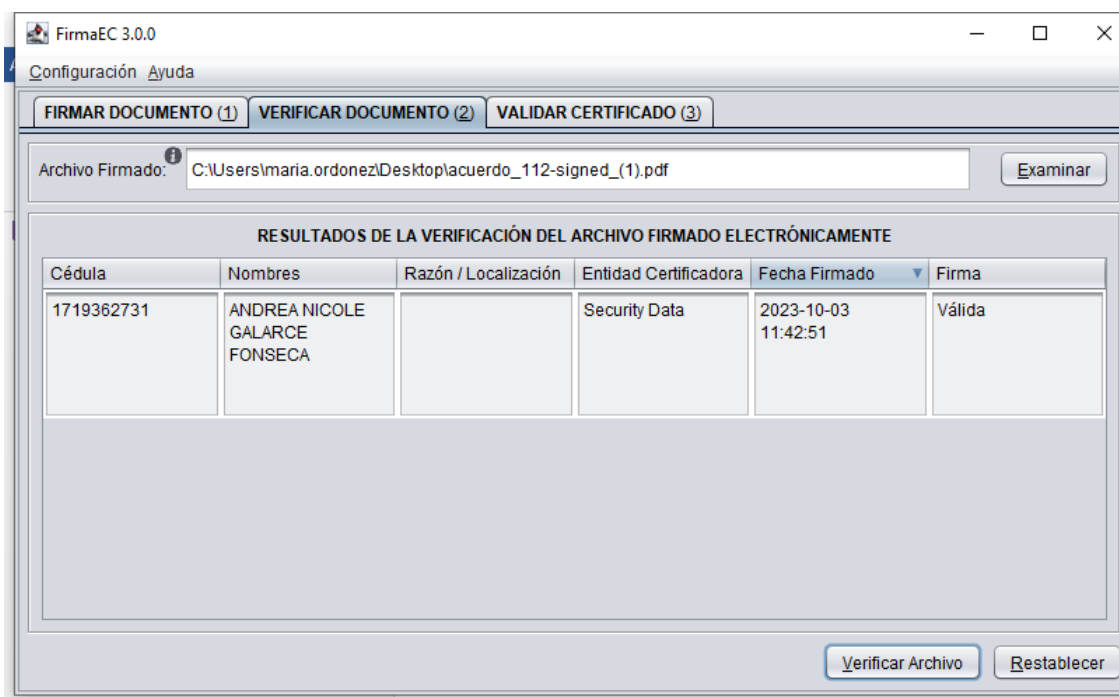 FirmaEC 3.0.0
Configuración Ayuda
FIRMAR DOCUMENTO (1) VERIFICAR DOCUMENTO (2) VALIDAR CERTIFICADO (3)
Archivo Firmado: C:\Users\maria.ordonez\Desktop\acuerdo_112-signed_(1).pdf Examinar
RESULTADOS DE LA VERIFICACIÓN DEL ARCHIVO FIRMADO ELECTRÓNICAMENTE
Cédula Nombres Razón / Localización Entidad Certificadora Fecha Firmado Firma
1719362731 ANDREA NICOLE Security Data 2023-10-03 Válida
GALARCE 11:42:51
FONSECA
Verificar Archivo Restablecer